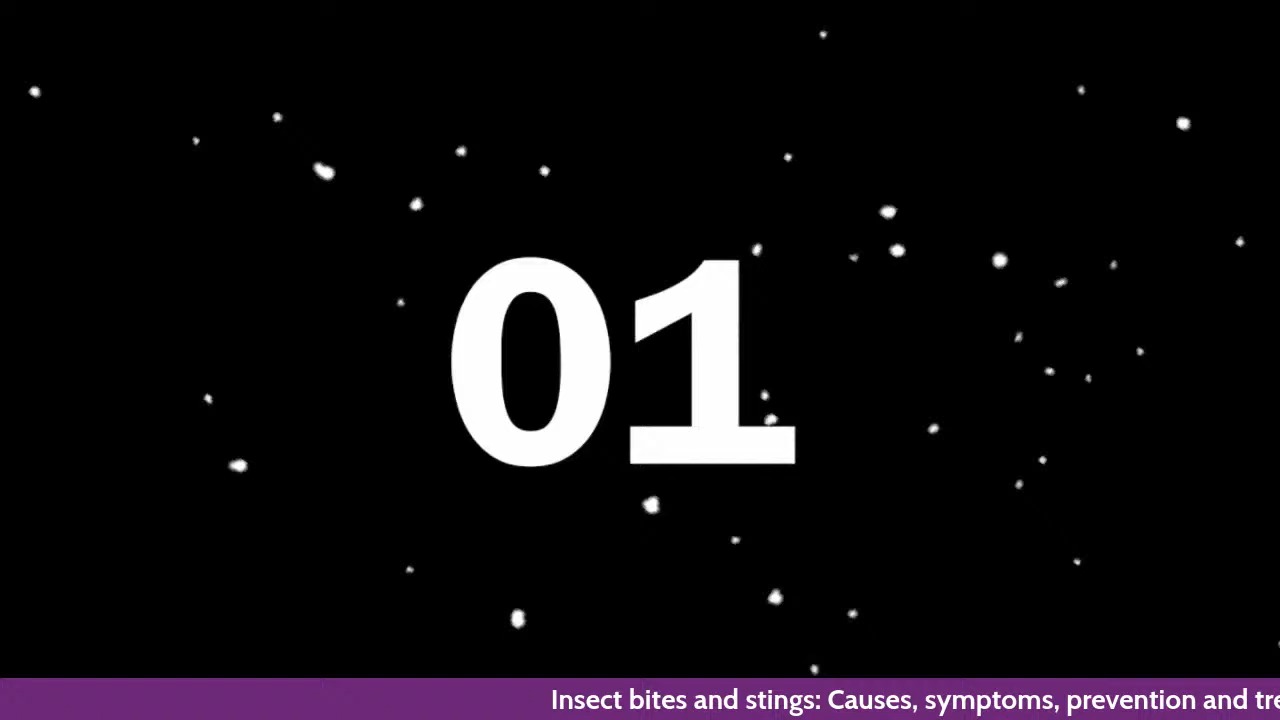 01
Insect bites and stings: Causes, symptoms, prevention and